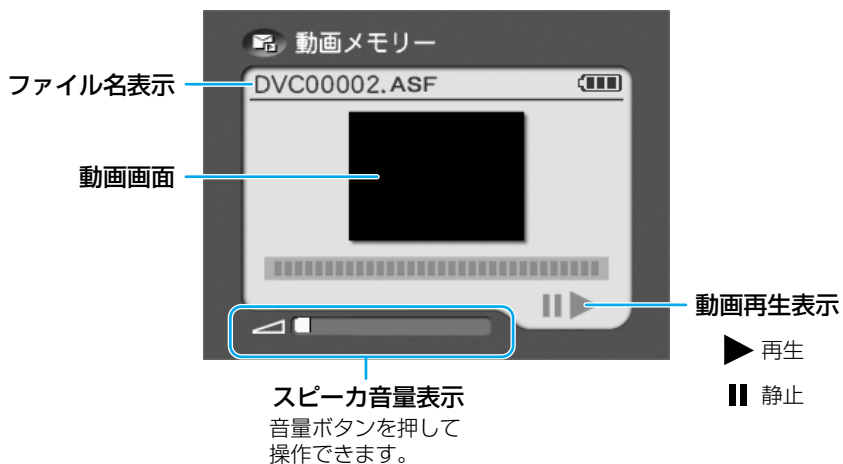 動画メモリー
ファイル名表示
DVC00002.ASF
動画画面
動画再生表示
再生
静止
スピーカ音量表示
音量ボタンを押して
操作できます。